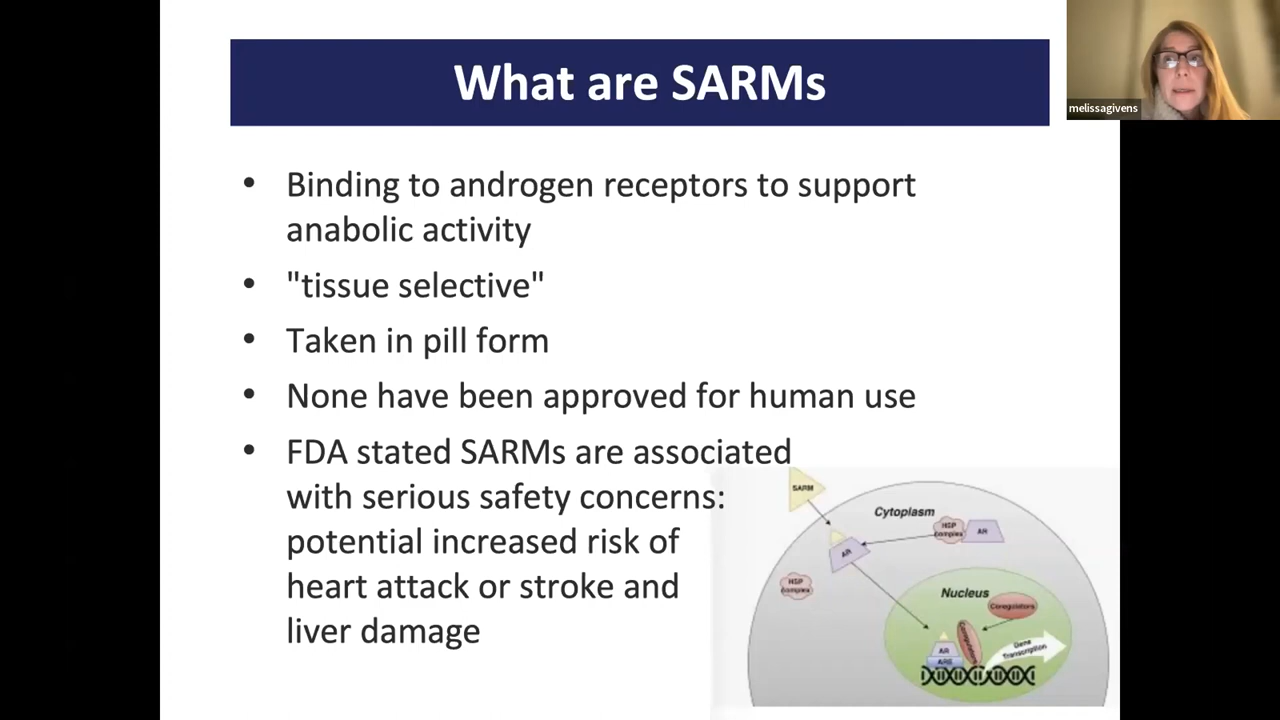 What are SARMs
melissagivens
• Binding to androgen receptors to support
anabolic activity
• "tissue selective"
• Taken in pill form
• None have been approved for human use
• FDA stated SARMs are associated
with serious safety concerns:
potential increased risk of
heart attack or stroke and
liver damage
SARM
Cytoplasm
HSP
complex
AR
AR
HSP
complex
Nucleus
Coregulators
Coregulators
Gene
Transcription
AR
ARE